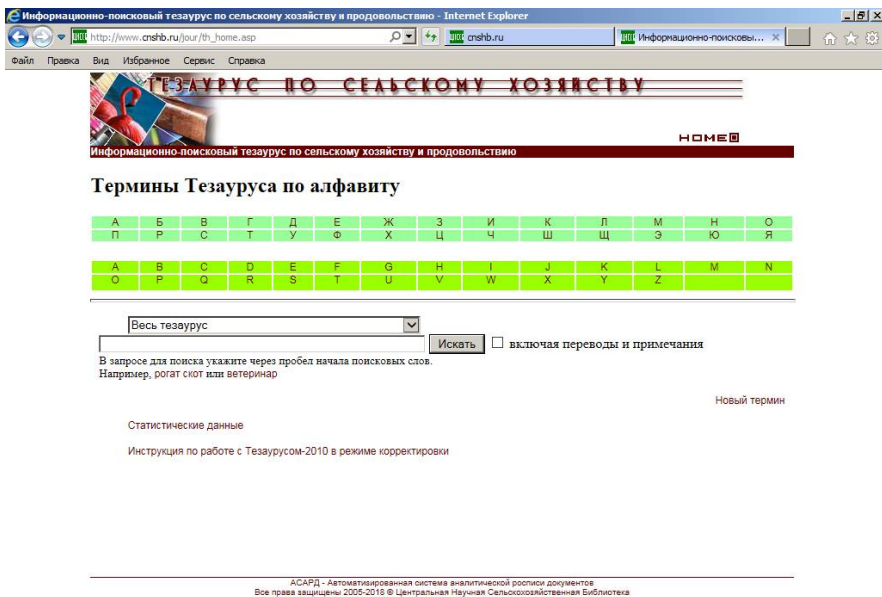 Информационно-поисковый тезаурус по сельскому хозяйству и продовольствию - Internet Explorer
http://www.cnshb.ru/jour/th_home.asp
cnshb.ru
Информационно-поисковы...
Файл Правка Вид Избранное Сервис Справка
ТЕЗАУРУС ПО СЕЛЬСКОМУ ХОЗЯЙСТВУ
HOME
Информационно-поисковый тезаурус по сельскому хозяйству и продовольствию
Термины Тезауруса по алфавиту
А Б В Г Д Е Ж З И К Л М Н О
П Р С Т У Ф Х Ц Ч Ш Щ Э Ю Я
A B C D E F G H I J K L M N
O P Q R S T U V W X Y Z
Весь тезаурус
Искать включая переводы и примечания
В запросе для поиска укажите через пробел начала поисковых слов.
Например, рогат скот или ветеринар
Новый термин
Статистические данные
Инструкция по работе с Тезаурусом-2010 в режиме корректировки
АСАРД - Автоматизированная система аналитической росписи документов
Все права защищены 2005-2018 © Центральная Научная Сельскохозяйственная Библиотека